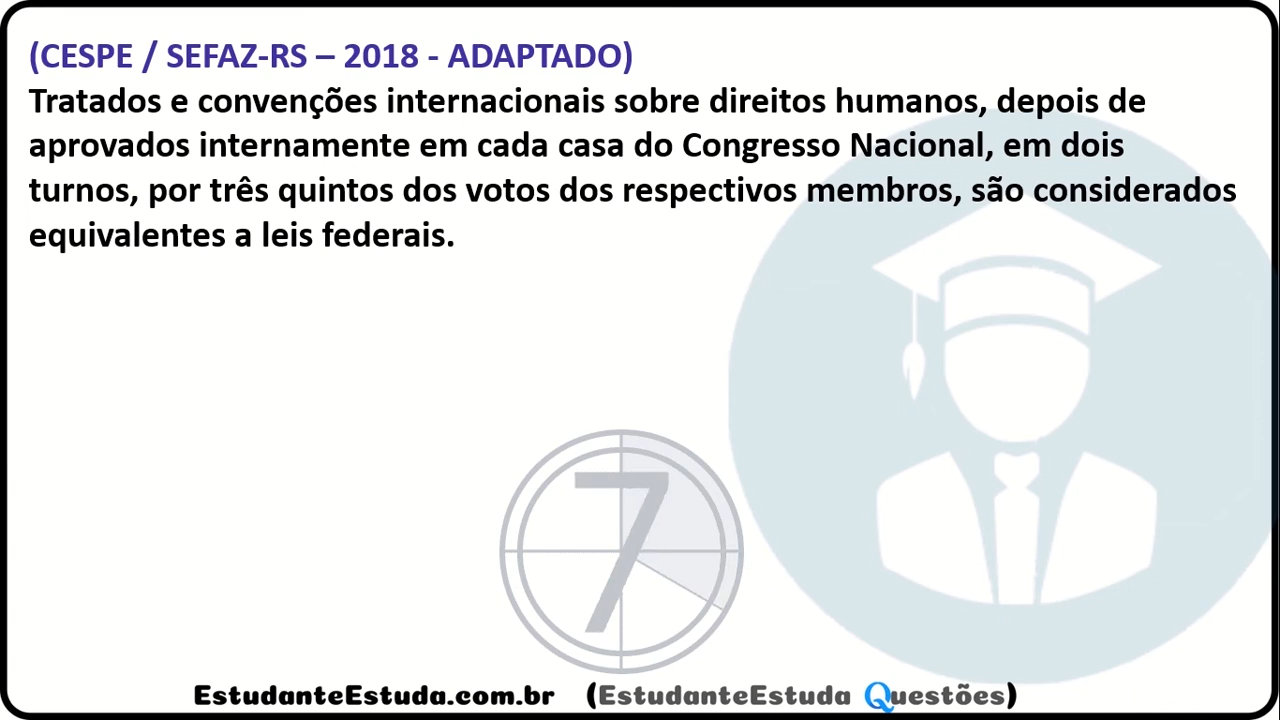 (CESPE / SEFAZ-RS – 2018 - ADAPTADO)
Tratados e convenções internacionais sobre direitos humanos, depois de
aprovados internamente em cada casa do Congresso Nacional, em dois
turnos, por três quintos dos votos dos respectivos membros, são considerados
equivalentes a leis federais.
7
EstudanteEstuda.com.br (EstudanteEstuda Questões)